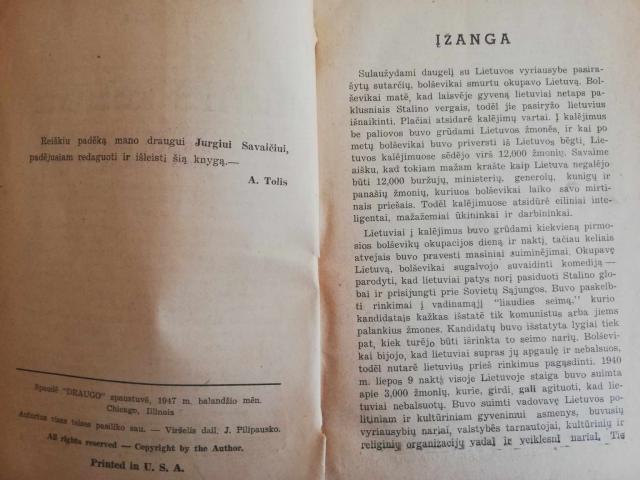 Reiškiu padėką mano draugui Jurgiui Savaičiui,
padėjusiam redaguoti ir išleisti šią knygą.—
A. Tolis
Spaudė "DRAUGO" spaustuvė, 1947 m. balandžio mėn.
Chicago, Illinois
Autorius visas teises pasilieka sau. — Viršelis dail. J. Pilipausko.
All rights reserved — Copyright by the Author.
Printed in U. S. A.
ĮŽANGA
Sulaužydami daugelį su Lietuvos vyriausybe pasira-
šytų sutarčių, bolševikai smurtu okupavo Lietuvą. Bol-
ševikai matė, kad laisvėje gyveną lietuviai netaps pa-
klusniais Stalino vergais, todėl jie pasiryžo lietuvius
išnaikinti. Plačiai atsidarė kalėjimų vartai. Į kalėjimus
be paliovos buvo grūdami Lietuvos žmonės, ir kai po
metų bolševikai buvo priversti iš Lietuvos bėgti, Lie-
tuvos kalėjimuose sėdėjo virš 12,000 žmonių. Savaime
aišku, kad tokiam mažam krašte kaip Lietuva negalėjo
būti 12,000 buržujų, ministerių, generolų, kunigų ir
panašių žmonių, kuriuos bolševikai laiko savo mirti-
nais priešais. Todėl kalėjimuose atsidūrė eiliniai inte-
ligentai, mažažemiai ūkininkai ir darbininkai.
Lietuviai į kalėjimus buvo grūdami kiekvieną pirmo-
sios bolševikų okupacijos dieną ir naktį, tačiau keliais
atvejais buvo pravesti masiniai suiminėjimai. Okupavę
Lietuvą, bolševikai sugalvojo suvaidinti komediją —
parodyti, kad lietuviai patys nori pasiduoti Stalino glo-
bai ir prisijungti prie Sovietų Sąjungos. Buvo paskelb-
ti rinkimai į vadinamąjį "liaudies seimą," kurio
kandidatais kažkas išstatė tik komunistus arba jiems
palankius žmones. Kandidatų buvo išstatyta lygiai tiek
pat, kiek turėjo būti išrinkta to seimo narių. Bolševi-
kai bijojo, kad lietuviai supras jų apgaulę ir nebalsuos,
todėl nutarė lietuvius prieš rinkimus pagąsdinti. 1940
m. liepos 9 naktį visoje Lietuvoje staiga buvo suimta
apie 3,000 žmonių, kurie, girdi, gali agituoti, kad lie-
tuviai nebalsuotų. Buvo suimti vadovavę Lietuvos po-
litiniam ir kultūriniam gyvenimui asmenys, buvusių
vyriausybių nariai, valstybės tarnautojai, kultūrinių ir
religinių organizacijų vadai ir veiklesni nariai. Tie